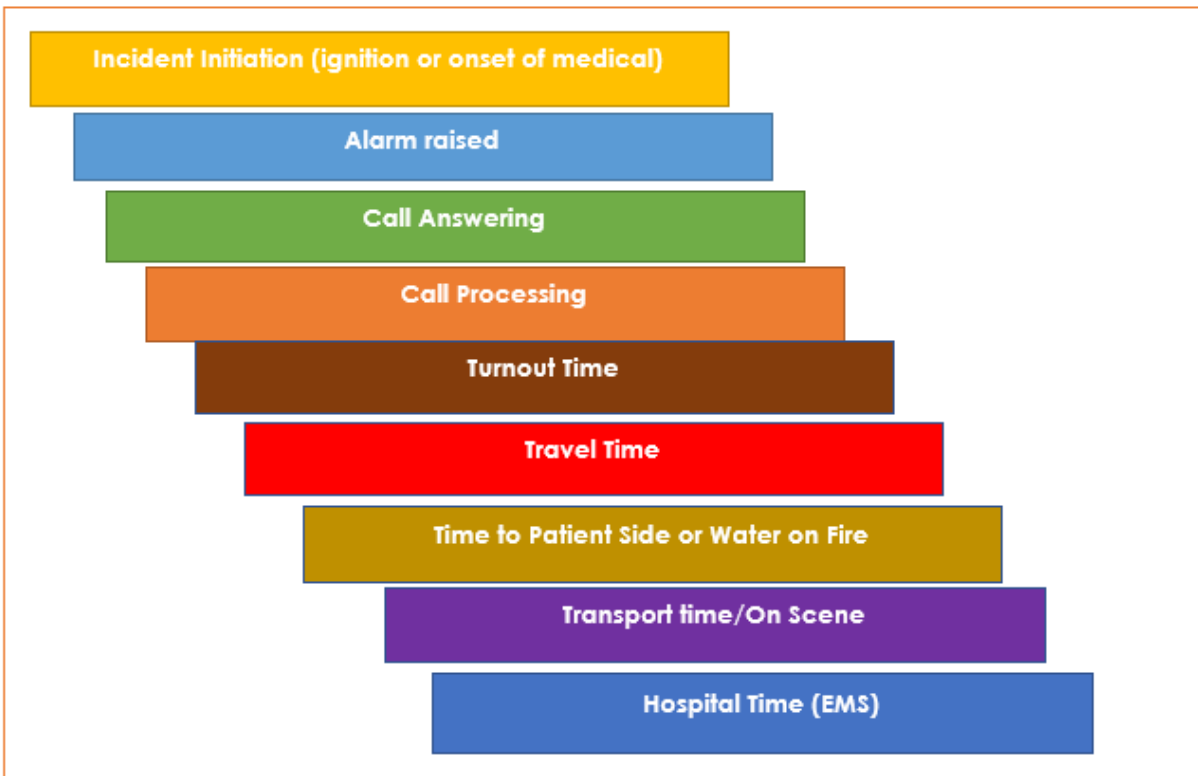 Incident Initiation (ignition or onset of medical)
Alarm raised
Call Answering
Call Processing
Turnout Time
Travel Time
Time to Patient Side or Water on Fire
Transport time/On Scene
Hospital Time (EMS)